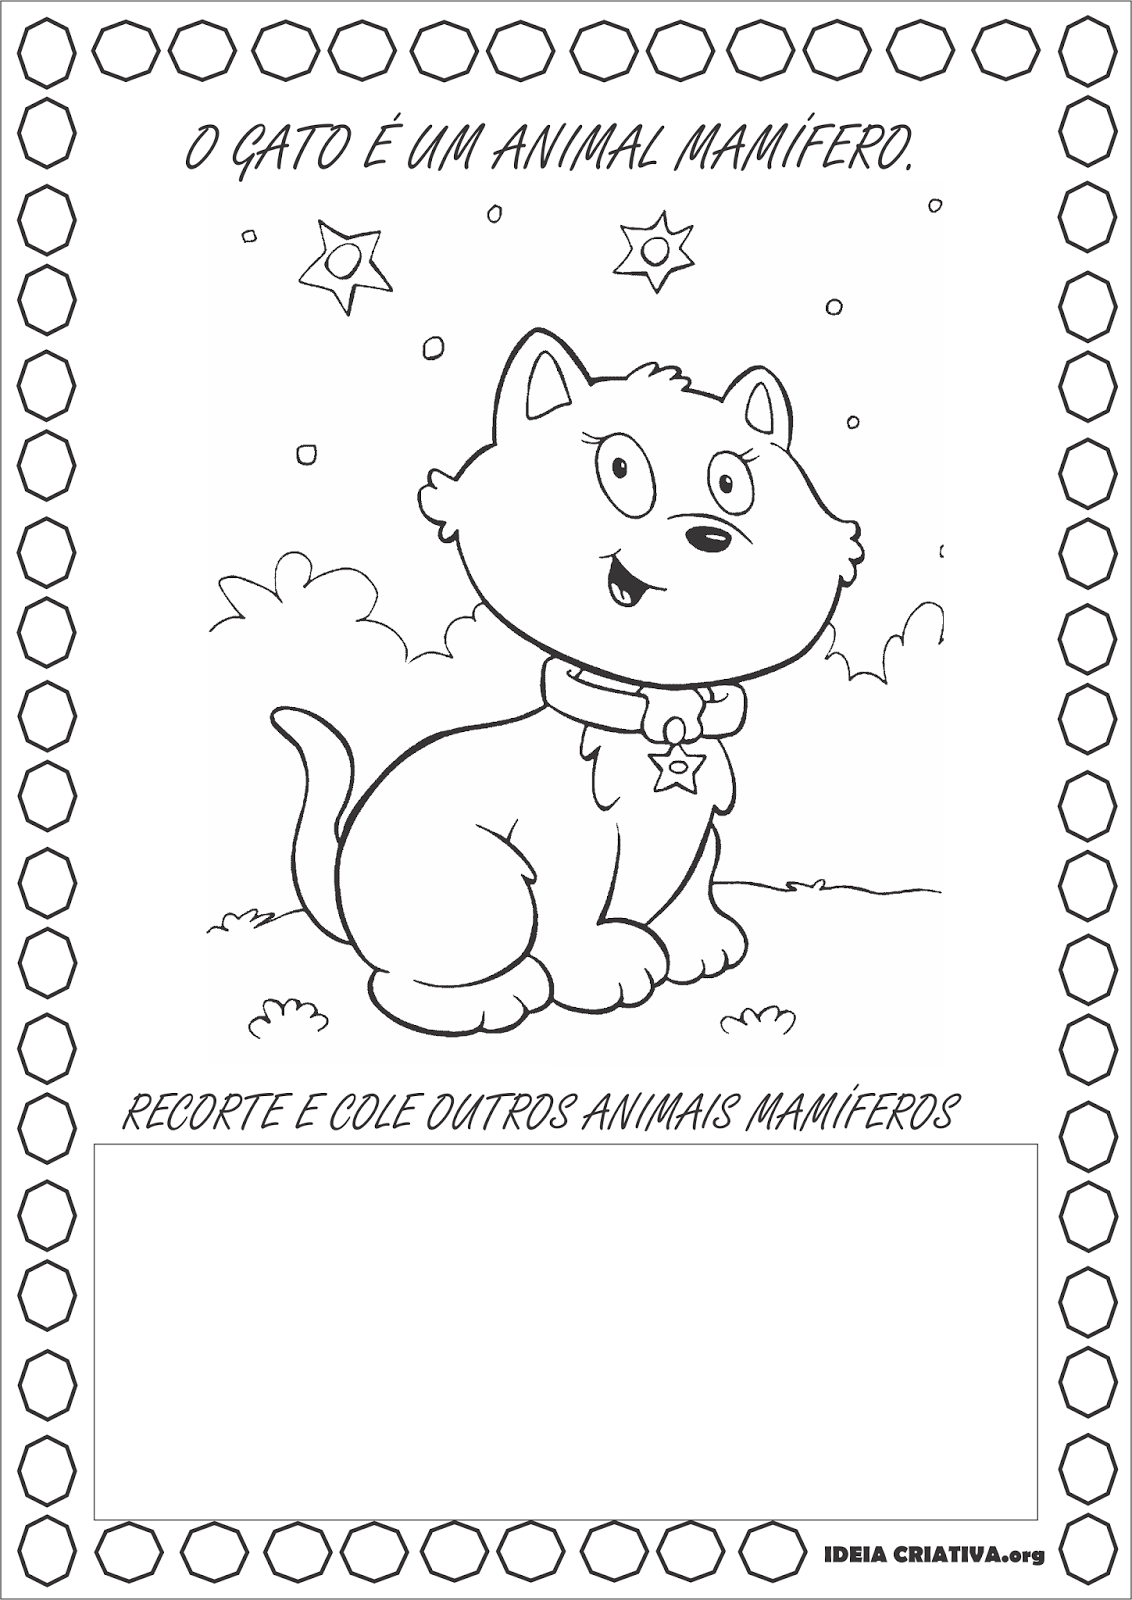 O GATO É UM ANIMAL MAMÍFERO.
RECORTE E COLE OUTROS ANIMAIS MAMÍFEROS
IDEIA CRIATIVA.org